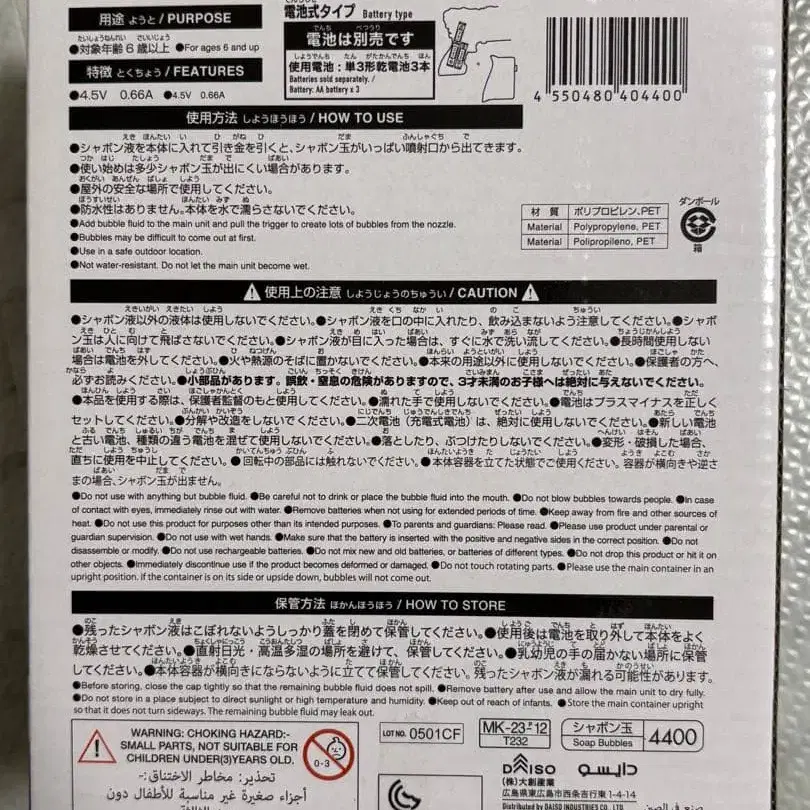 用途 ようと / PURPOSE
●対象年齢6歳以上 ●For ages 6 and up
特徴 とくちょう / FEATURES
●4.5V 0.66A ●4.5V 0.66A
電池式タイプ Battery type
電池は別売です
使用電池：単3形乾電池3本
Batteries sold separately. /
Battery: AA battery x 3
4 550480 404400
使用方法 しようほうほう / HOW TO USE
●シャボン液を本体に入れて引き金を引くと、シャボン玉がいっぱい噴射口から出てきます。
●使い始めは多少シャボン玉が出にくい場合があります。
●屋外の安全な場所で使用してください。
●防水性はありません。本体を水で濡らさないでください。
●Add bubble fluid to the main unit and pull the trigger to create lots of bubbles from the nozzle.
●Bubbles may be difficult to come out at first.
●Use in a safe outdoor location.
●Not water-resistant. Do not let the main unit become wet.
材質 ポリプロピレン、PET
Material Polypropylene, PET
Material Polipropileno, PET
ダンボール
箱
使用上の注意 しようじょうのちゅうい / CAUTION
●シャボン液以外の液体は使用しないでください。●シャボン液を口の中に入れたり、飲み込まないよう注意してください。●シャボ
ン玉は人に向けて飛ばさないでください。●シャボン液が目に入った場合は、すぐに水で洗い流してください。●長時間使用しない
場合は電池を外してください。●火や熱源のそばに置かないでください。●本来の用途以外に使用しないでください。●保護者の方へ、
必ずお読みください。●小部品があります。誤飲・窒息の危険がありますので、3才未満のお子様へは絶対に与えないでください。
●本品を使用する際は、保護者監督のもと使用してください。●濡れた手で使用しないでください。●電池はプラスマイナスを正しく
セットしてください。●分解や改造をしないでください。●二次電池(充電式電池)は、絶対に使用しないでください。●新しい電池
と古い電池、種類の違う電池を混ぜて使用しないでください。●落としたり、ぶつけたりしないでください。●変形・破損した場合、
直ちに使用を中止してください。●回転中の部品には触れないでください。●本体容器を立てた状態でご使用ください。容器が横向きや逆さ
まの場合、シャボン玉が出ません。
●Do not use with anything but bubble fluid. ●Be careful not to drink or place the bubble fluid into the mouth. ●Do not blow bubbles towards people. ●In case
of contact with eyes, immediately rinse out with water. ●Remove batteries when not using for extended periods of time. ●Keep away from fire and other sources of
heat. ●Do not use this product for purposes other than its intended purposes. ●To parents and guardians: Please read. ●Please use product under parental or
guardian supervision. ●Do not use with wet hands. ●Make sure that the battery is inserted with the positive and negative sides in the correct position. ●Do not
disassemble or modify. ●Do not use rechargeable batteries. ●Do not mix new and old batteries, or batteries of different types. ●Do not drop this product or hit it on
other objects. ●Immediately discontinue use if the product becomes deformed or damaged. ●Do not touch rotating parts. ●Please use the main container in an
upright position. If the container is on its side or upside down, bubbles will not come out.
保管方法 ほかんほうほう / HOW TO STORE
●残ったシャボン液はこぼれないようしっかり蓋を閉めて保管してください。●使用後は電池を取り外して本体をよく
乾燥させてください。●直射日光・高温多湿の場所を避けて、保管してください。●乳幼児の手の届かない場所に保管
してください。●本体容器が横向きにならないように立てて保管してください。残ったシャボン液が漏れる可能性があります。
●Before storing, close the cap tightly so that the remaining bubble fluid does not spill. ●Remove battery after use and allow the main unit to dry fully.
●Do not store in a place subject to direct sunlight or high temperature and humidity. ●Keep out of reach of infants. ●Store the main container upright
so that it does not turn sideways. The remaining bubble fluid may leak out.
WARNING: CHOKING HAZARD:-
SMALL PARTS, NOT SUITABLE FOR
CHILDREN UNDER(3)YEARS OLD.
تحذير: مخاطر الاختناق:-
أجزاء صغيرة غير مناسبة للأطفال دون
0-3
LOT NO. 0501CF
MK-23-12
T232
シャボン玉
Soap Bubbles
4400
DAISO دايسو
(株)大創産業
広島県東広島市西条吉行東1-4-14
Distributed by DAISO INDUSTRIES CO., LTD.
صنع في الصين